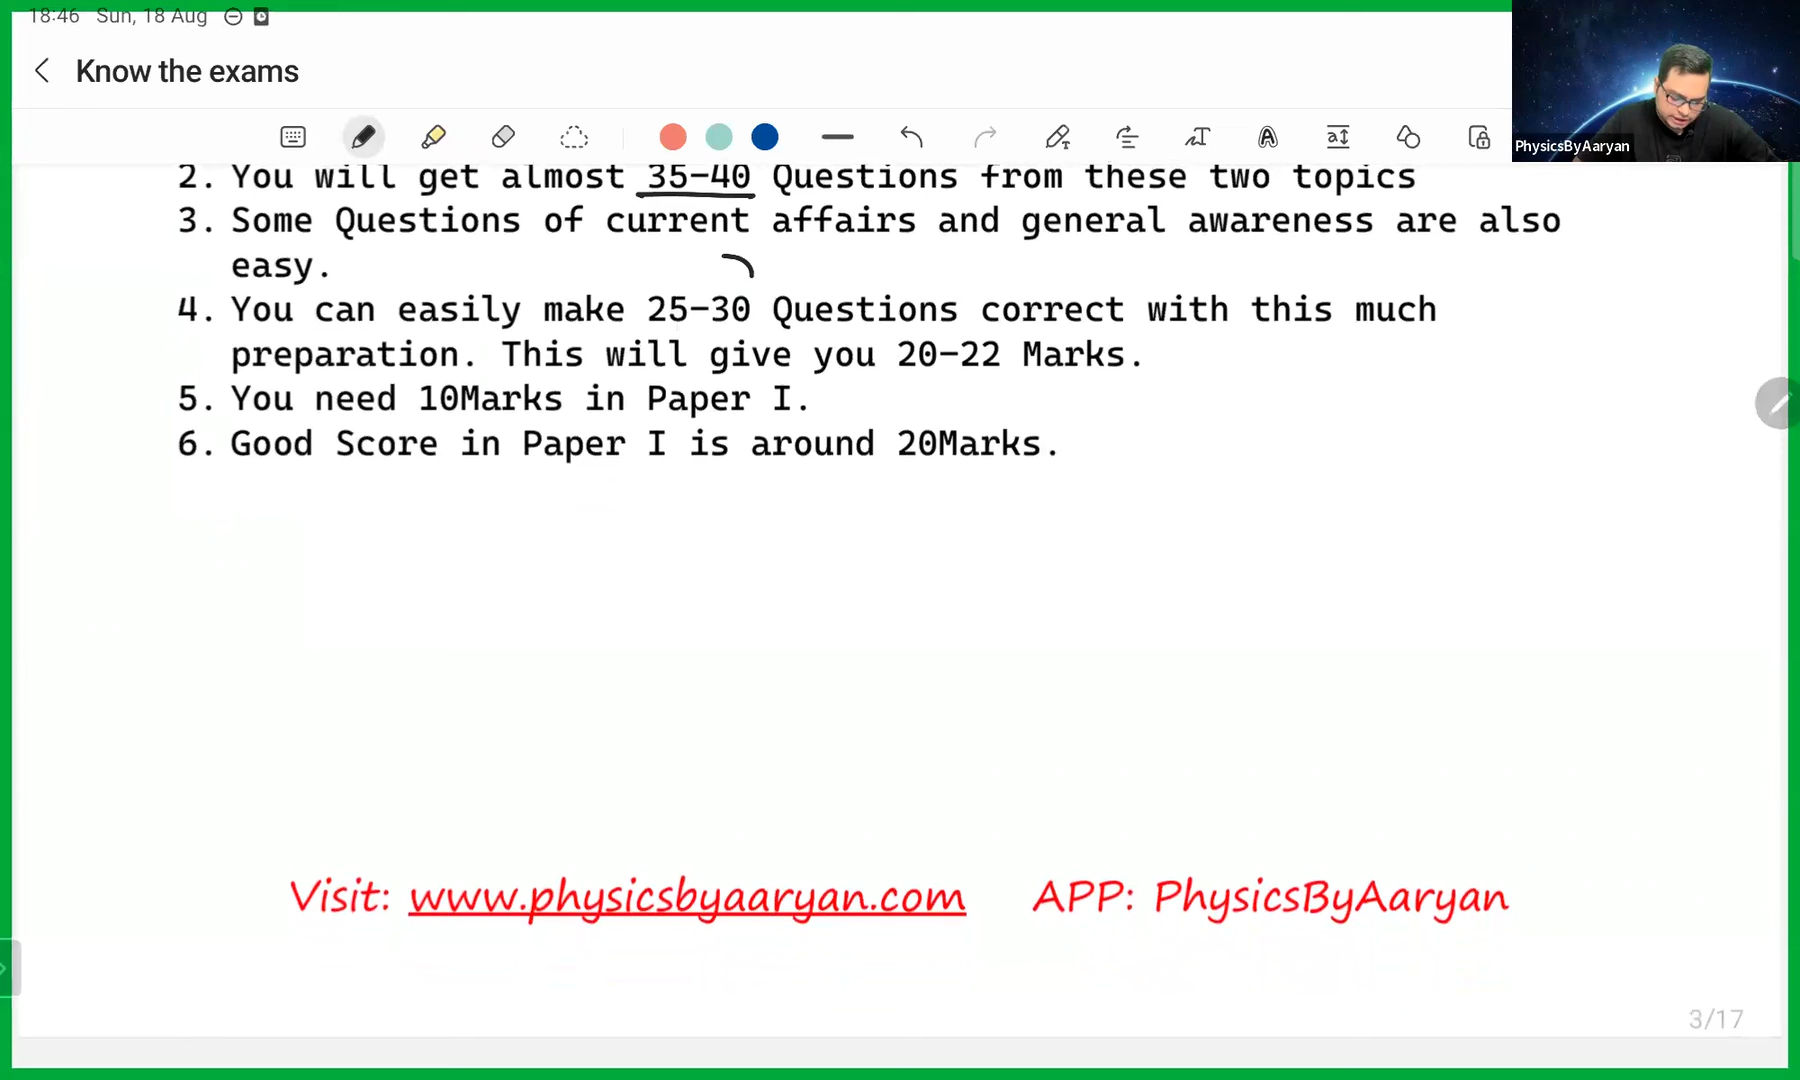 18:46 Sun, 18 Aug
Know the exams
PhysicsByAaryan
2. You will get almost 35-40 Questions from these two topics
3. Some Questions of current affairs and general awareness are also
easy.
4. You can easily make 25-30 Questions correct with this much
preparation. This will give you 20-22 Marks.
5. You need 10Marks in Paper I.
6. Good Score in Paper I is around 20Marks.
Visit: www.physicsbyaaryan.com APP: PhysicsByAaryan
3/17